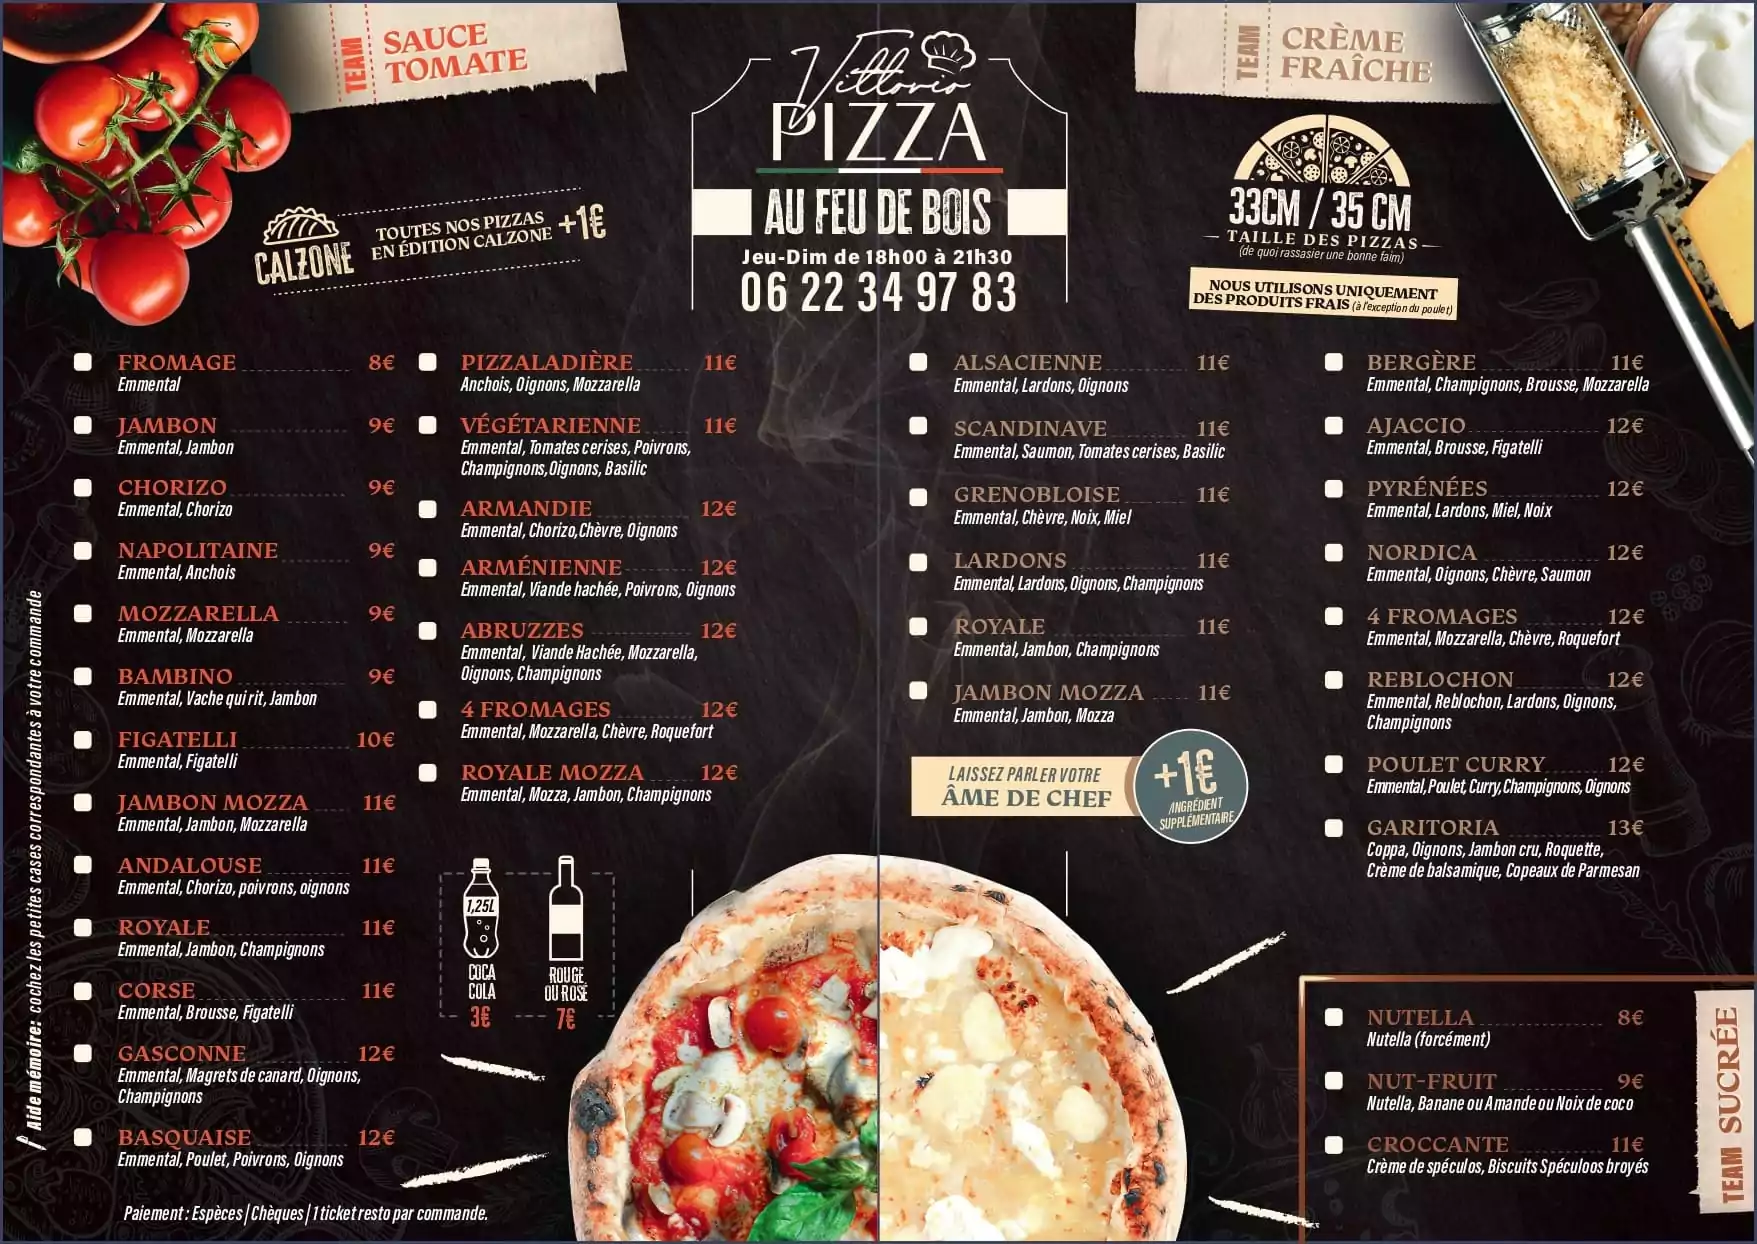 TEAM
SAUCE
TOMATE
Vittorio
PIZZA
AU FEU DE BOIS
Jeu-Dim de 18h00 à 21h30
06 22 34 97 83
TEAM
CRÈME
FRAÎCHE
CALZONE
TOUTES NOS PIZZAS
EN ÉDITION CALZONE
+1€
33CM / 35 CM
TAILLE DES PIZZAS
(de quoi rassasier une bonne faim)
NOUS UTILISONS UNIQUEMENT
DES PRODUITS FRAIS (à l'exception du poulet)
FROMAGE 8€
Emmental
JAMBON 9€
Emmental, Jambon
CHORIZO 9€
Emmental, Chorizo
NAPOLITAINE 9€
Emmental, Anchois
MOZZARELLA 9€
Emmental, Mozzarella
BAMBINO 9€
Emmental, Vache qui rit, Jambon
FIGATELLI 10€
Emmental, Figatelli
JAMBON MOZZA 11€
Emmental, Jambon, Mozzarella
ANDALOUSE 11€
Emmental, Chorizo, poivrons, oignons
ROYALE 11€
Emmental, Jambon, Champignons
CORSE 11€
Emmental, Brousse, Figatelli
GASCONNE 12€
Emmental, Magrets de canard, Oignons,
Champignons
BASQUAISE 12€
Emmental, Poulet, Poivrons, Oignons
Aide mémoire: cochez les petites cases correspondantes à votre commande
Paiement : Espèces | Chèques | 1 ticket resto par commande.
PIZZALADIÈRE 11€
Anchois, Oignons, Mozzarella
VÉGÉTARIENNE 11€
Emmental, Tomates cerises, Poivrons,
Champignons,Oignons, Basilic
ARMANDIE 12€
Emmental, Chorizo,Chèvre, Oignons
ARMÉNIENNE 12€
Emmental, Viande hachée, Poivrons, Oignons
ABRUZZES 12€
Emmental, Viande Hachée, Mozzarella,
Oignons, Champignons
4 FROMAGES 12€
Emmental, Mozzarella, Chèvre, Roquefort
ROYALE MOZZA 12€
Emmental, Mozza, Jambon, Champignons
1,25L
COCA
COLA
3€
ROUGE
OU ROSÉ
7€
ALSACIENNE 11€
Emmental, Lardons, Oignons
SCANDINAVE 11€
Emmental, Saumon, Tomates cerises, Basilic
GRENOBLOISE 11€
Emmental, Chèvre, Noix, Miel
LARDONS 11€
Emmental, Lardons, Oignons, Champignons
ROYALE 11€
Emmental, Jambon, Champignons
JAMBON MOZZA 11€
Emmental, Jambon, Mozza
LAISSEZ PARLER VOTRE
ÂME DE CHEF
+1€
/INGRÉDIENT
SUPPLÉMENTAIRE
BERGÈRE 11€
Emmental, Champignons, Brousse, Mozzarella
AJACCIO 12€
Emmental, Brousse, Figatelli
PYRÉNÉES 12€
Emmental, Lardons, Miel, Noix
NORDICA 12€
Emmental, Oignons, Chèvre, Saumon
4 FROMAGES 12€
Emmental, Mozzarella, Chèvre, Roquefort
REBLOCHON 12€
Emmental, Reblochon, Lardons, Oignons,
Champignons
POULET CURRY 12€
Emmental, Poulet, Curry, Champignons, Oignons
GARITORIA 13€
Coppa, Oignons, Jambon cru, Roquette,
Crème de balsamique, Copeaux de Parmesan
NUTELLA 8€
Nutella (forcément)
NUT-FRUIT 9€
Nutella, Banane ou Amande ou Noix de coco
CROCCANTE 11€
Crème de spéculos, Biscuits Spéculoos broyés
TEAM SUCRÉE